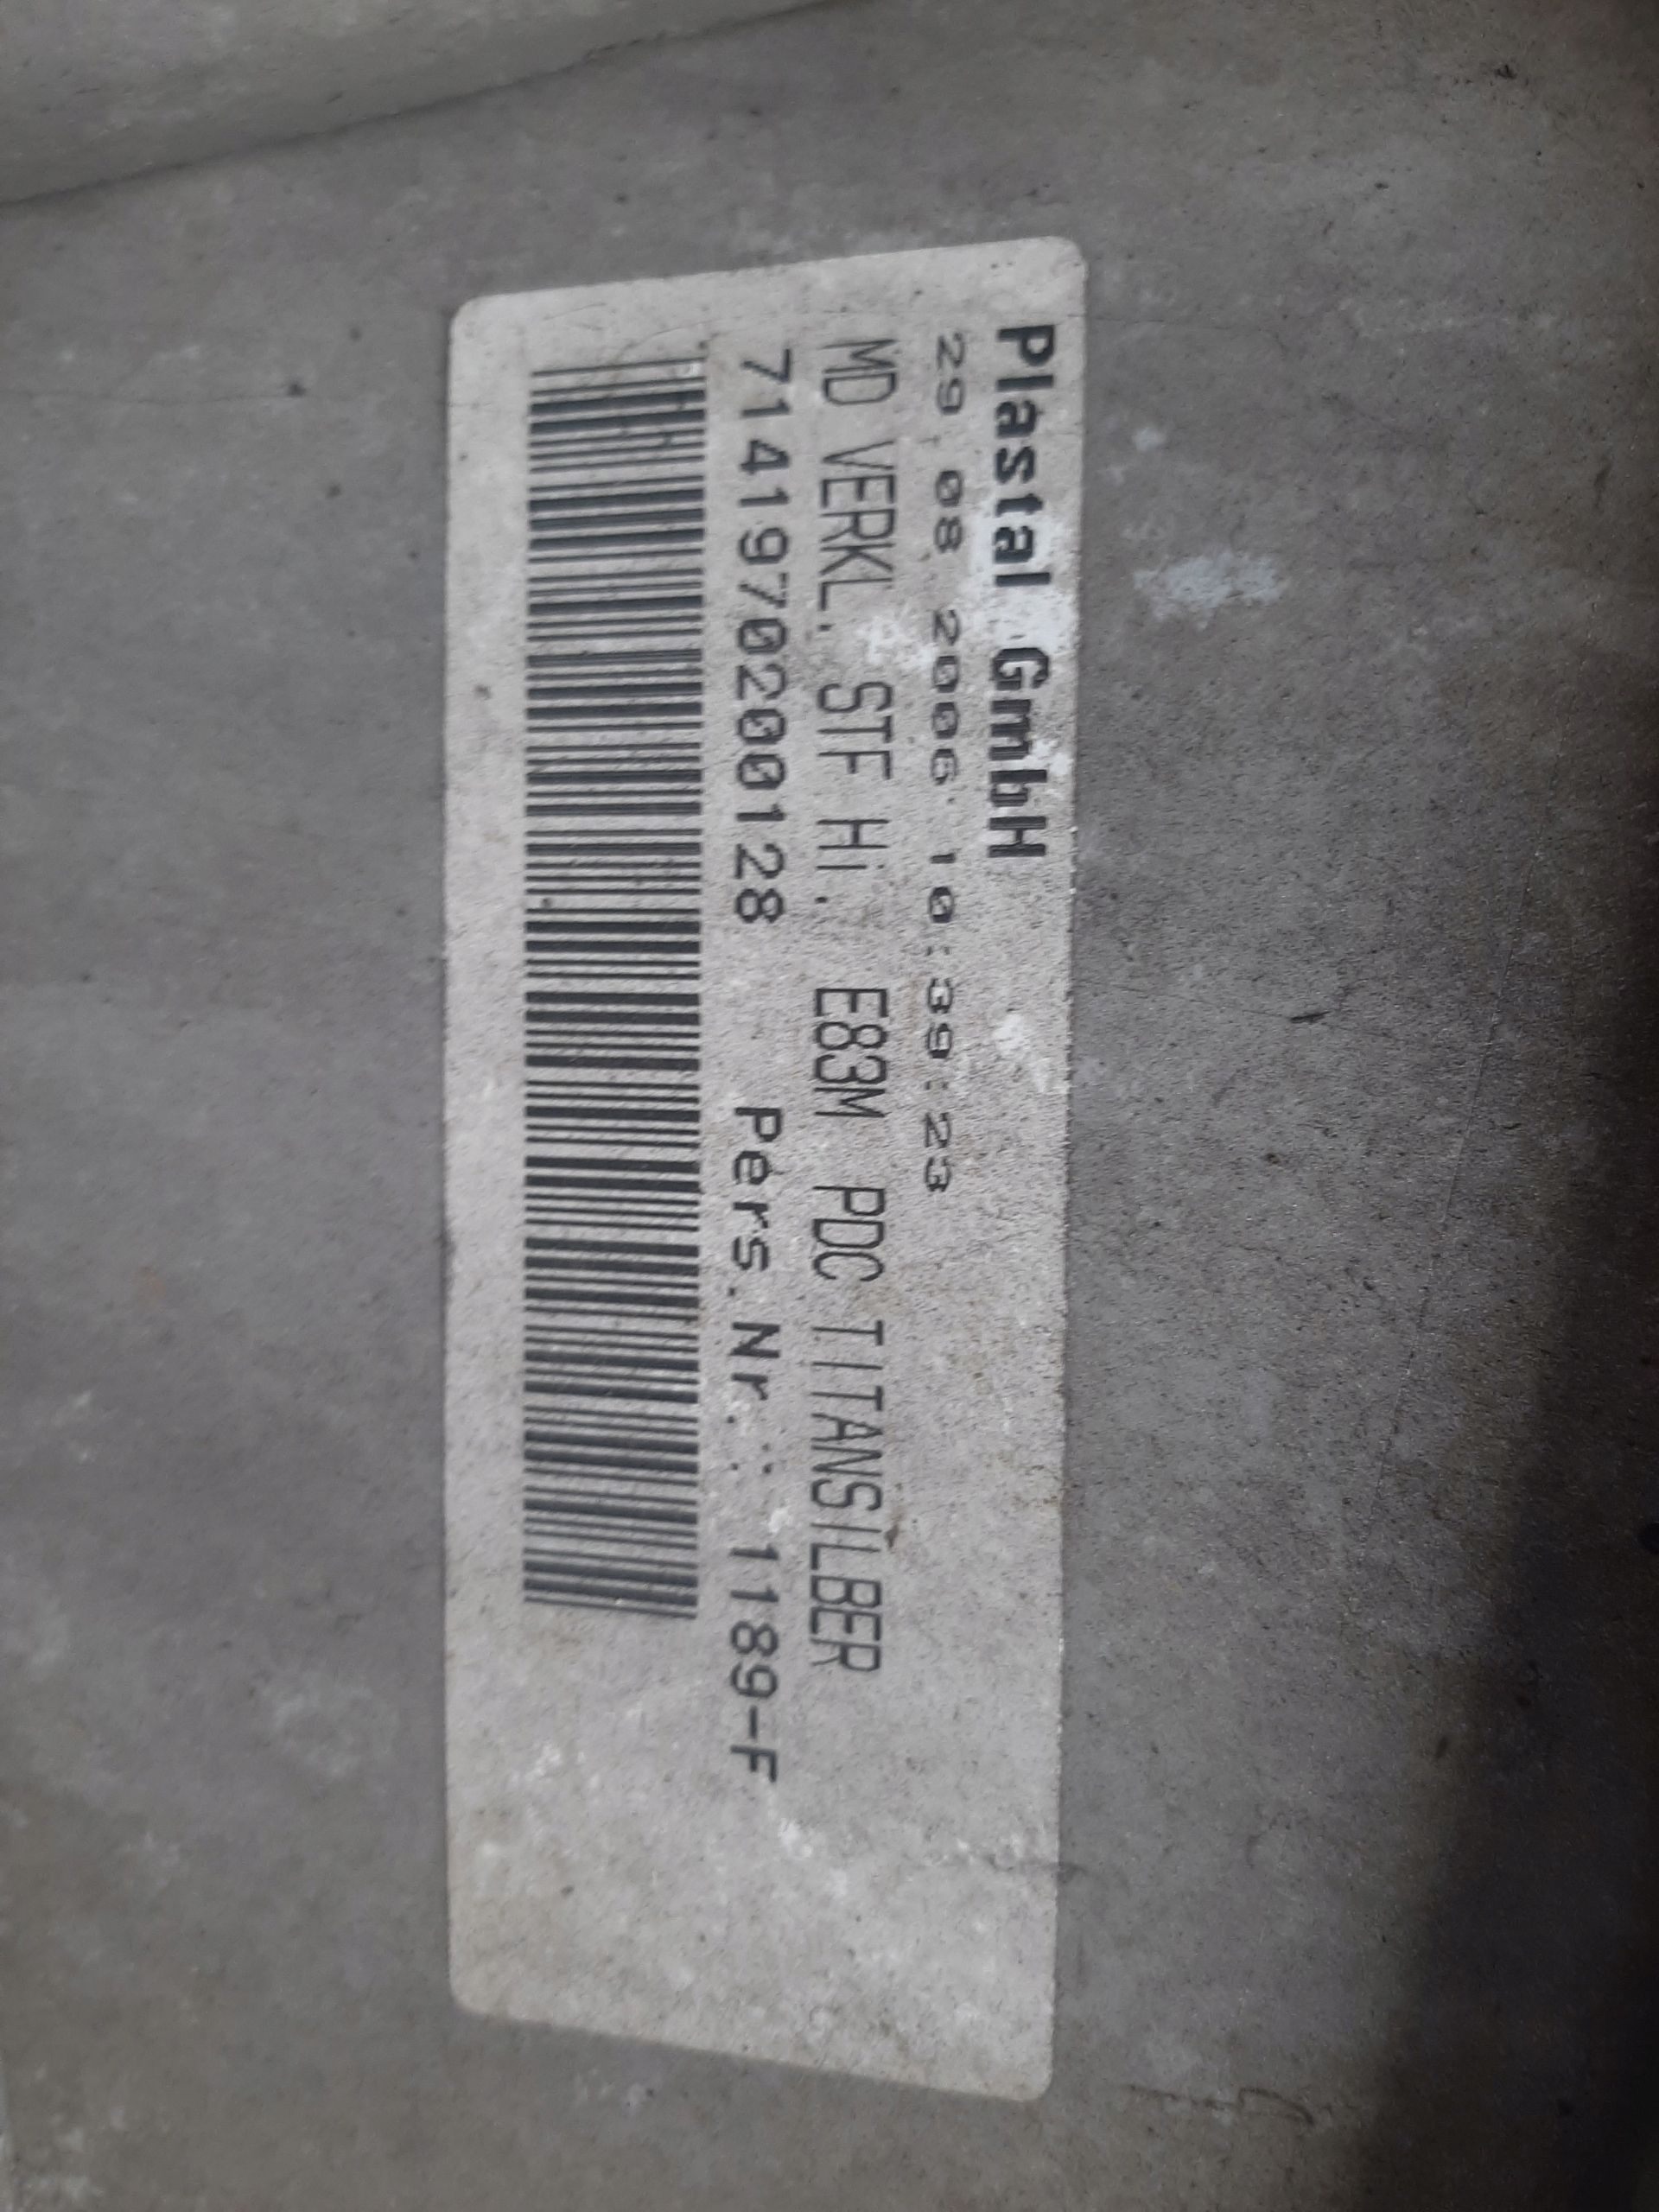 Plastal GmbH
29.08.2006 10:39:23
MD VERKL. STF Hi. E83M PDC TITANSILBER
7141970200128 Pers.Nr.: 1189-F